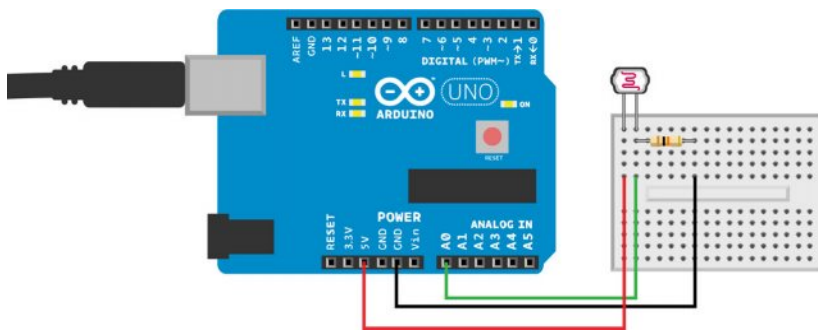 AREF GND 13 12 ~11 ~10 ~9 8 7 ~6 ~5 4 ~3 2 TX→1 RX←0
DIGITAL (PWM~)
L
TX
RX
UNO
ON
ARDUINO
RESET
POWER
ANALOG IN
RESET 3.3V 5V GND GND Vin A0 A1 A2 A3 A4 A5